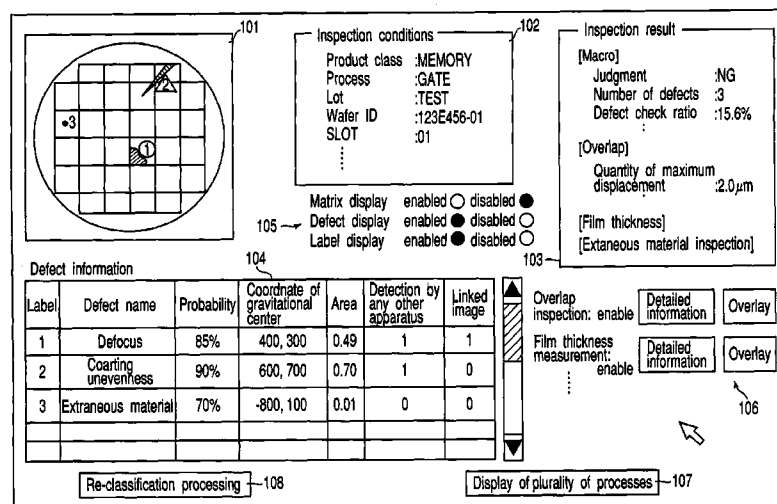 101
2
3
1
Inspection conditions
102
Product class :MEMORY
Process :GATE
Lot :TEST
Wafer ID :123E456-01
SLOT :01
Inspection result
[Macro]
Judgment :NG
Number of defects :3
Defect check ratio :15.6%
[Overlap]
Quantity of maximum
displacement :2.0μm
[Film thickness]
[Extaneous material inspection]
103
105
Matrix display enabled disabled
Defect display enabled disabled
Label display enabled disabled
Defect information
104
Label Defect name Probability Coordnate of gravitational center Area Detection by any other apparatus Linked image
1 Defocus 85% 400, 300 0.49 1 1
2 Coarting unevenness 90% 600, 700 0.70 1 0
3 Extraneous material 70% -800, 100 0.01 0 0
Overlap
inspection: enable Detailed information Overlay
Film thickness
measurement:
enable Detailed information Overlay
106
Re-classification processing 108
Display of plurality of processes 107